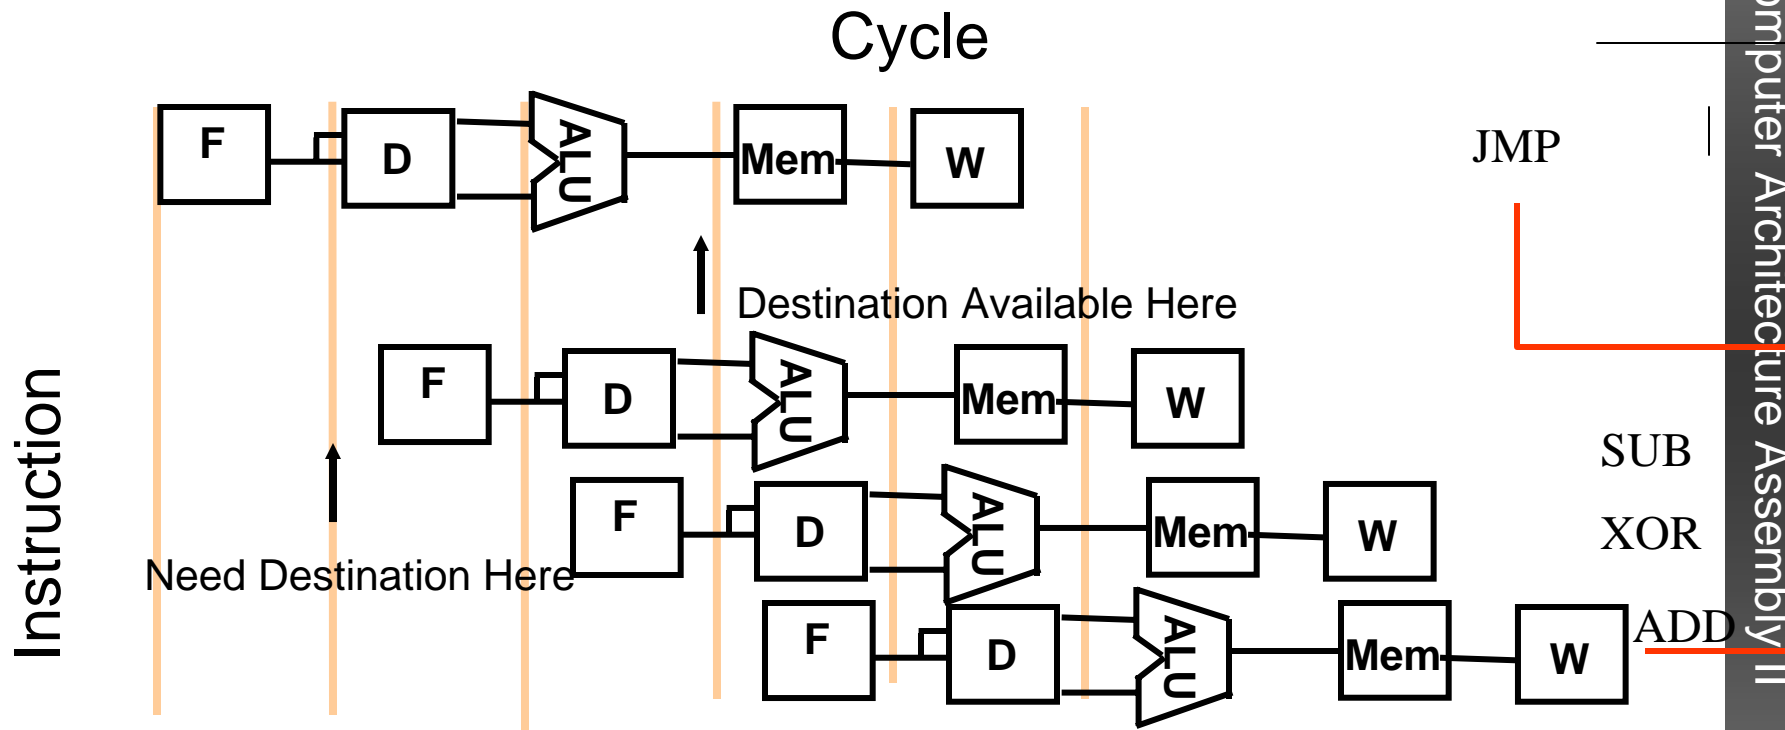 Cycle
F
D
ALU
Mem
W
JMP
Destination Available Here
F
D
ALU
Mem
W
Instruction
SUB
F
D
ALU
Mem
W
XOR
Need Destination Here
F
D
ALU
Mem
W
ADD
omputer Architecture Assembly II